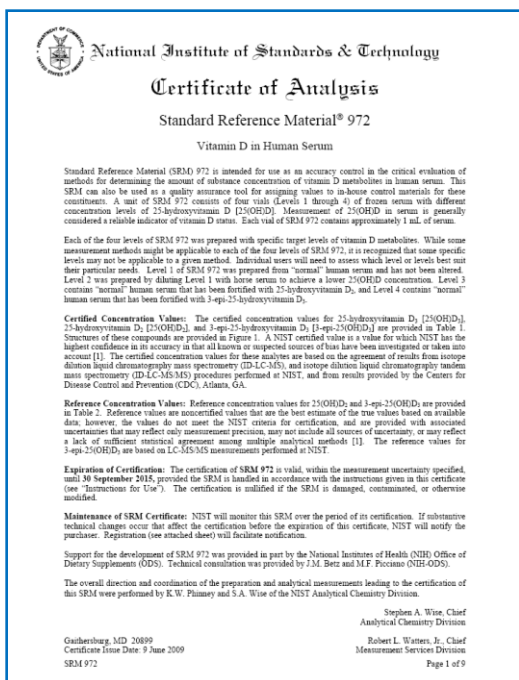 National Institute of Standards & Technology
Certificate of Analysis
Standard Reference Material® 972
Vitamin D in Human Serum
Standard Reference Material (SRM) 972 is intended for use as an accuracy control in the critical evaluation of
methods for determining the amount of substance concentration of vitamin D metabolites in human serum. This
SRM can also be used as a quality assurance tool for assigning values to in-house control materials for these
constituents. A unit of SRM 972 consists of four vials (Levels 1 through 4) of frozen serum with different
concentration levels of 25-hydroxyvitamin D [25(OH)D]. Measurement of 25(OH)D in serum is generally
considered a reliable indicator of vitamin D status. Each vial of SRM 972 contains approximately 1 mL of serum.
Each of the four levels of SRM 972 was prepared with specific target levels of vitamin D metabolites. While some
measurement methods might be applicable to each of the four levels of SRM 972, it is recognized that some specific
levels may not be applicable to a given method. Individual users will need to assess which level or levels best suit
their particular needs. Level 1 of SRM 972 was prepared from "normal" human serum and has not been altered.
Level 2 was prepared by diluting Level 1 with horse serum to achieve a lower 25(OH)D concentration. Level 3
contains "normal" human serum that has been fortified with 25-hydroxyvitamin D₂, and Level 4 contains "normal"
human serum that has been fortified with 3-epi-25-hydroxyvitamin D₃.
Certified Concentration Values: The certified concentration values for 25-hydroxyvitamin D₃ [25(OH)D₃],
25-hydroxyvitamin D₂ [25(OH)D₂], and 3-epi-25-hydroxyvitamin D₃ [3-epi-25(OH)D₃] are provided in Table 1.
Structures of these compounds are provided in Figure 1. A NIST certified value is a value for which NIST has the
highest confidence in its accuracy in that all known or suspected sources of bias have been investigated or taken into
account [1]. The certified concentration values for these analytes are based on the agreement of results from isotope
dilution liquid chromatography mass spectrometry (ID-LC-MS), and isotope dilution liquid chromatography tandem
mass spectrometry (ID-LC-MS/MS) procedures performed at NIST, and from results provided by the Centers for
Disease Control and Prevention (CDC), Atlanta, GA.
Reference Concentration Values: Reference concentration values for 25(OH)D₂ and 3-epi-25(OH)D₃ are provided
in Table 2. Reference values are noncertified values that are the best estimate of the true values based on available
data; however, the values do not meet the NIST criteria for certification, and are provided with associated
uncertainties that may reflect only measurement precision, may not include all sources of uncertainty, or may reflect
a lack of sufficient statistical agreement among multiple analytical methods [1]. The reference values for
3-epi-25(OH)D₃ are based on LC-MS/MS measurements performed at NIST.
Expiration of Certification: The certification of SRM 972 is valid, within the measurement uncertainty specified,
until 30 September 2015, provided the SRM is handled in accordance with the instructions given in this certificate
(see "Instructions for Use"). The certification is nullified if the SRM is damaged, contaminated, or otherwise
modified.
Maintenance of SRM Certificate: NIST will monitor this SRM over the period of its certification. If substantive
technical changes occur that affect the certification before the expiration of this certificate, NIST will notify the
purchaser. Registration (see attached sheet) will facilitate notification.
Support for the development of SRM 972 was provided in part by the National Institutes of Health (NIH) Office of
Dietary Supplements (ODS). Technical consultation was provided by J.M. Betz and M.F. Picciano (NIH-ODS).
The overall direction and coordination of the preparation and analytical measurements leading to the certification of
this SRM were performed by K.W. Phinney and S.A. Wise of the NIST Analytical Chemistry Division.
Stephen A. Wise, Chief
Analytical Chemistry Division
Gaithersburg, MD 20899
Robert L. Watters, Jr., Chief
Certificate Issue Date: 9 June 2009
Measurement Services Division
SRM 972
Page 1 of 9